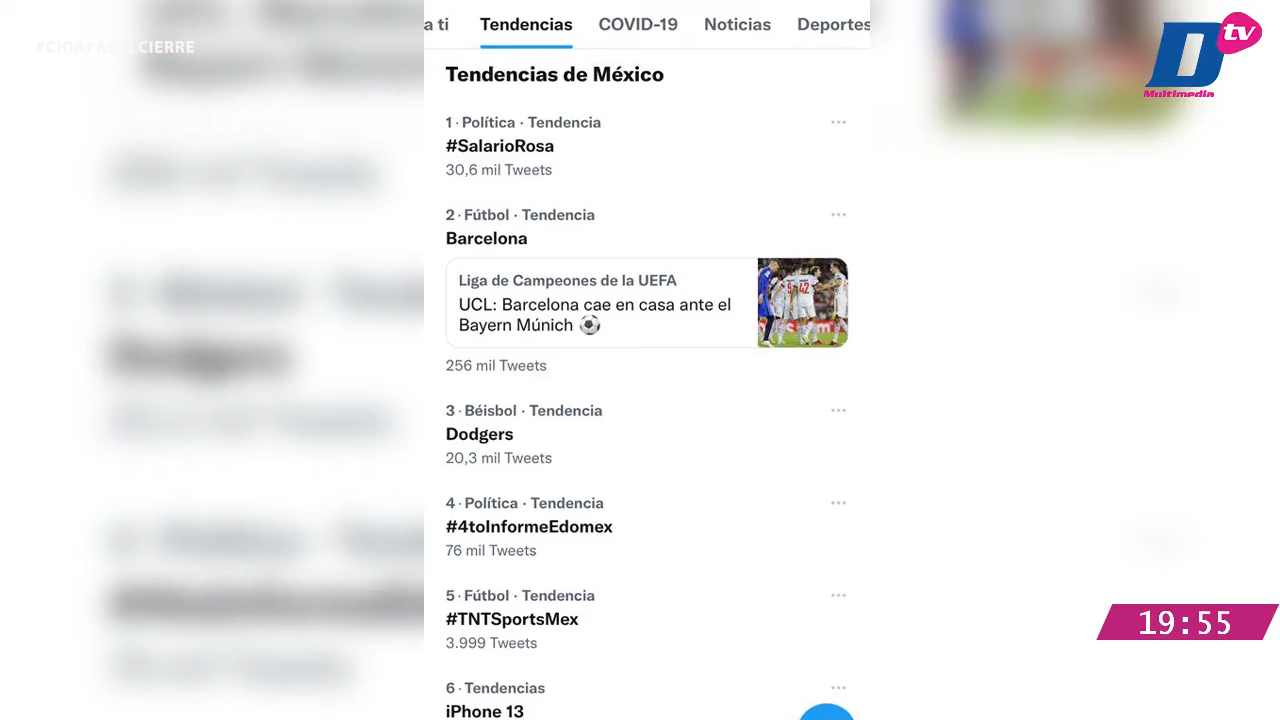 #CHIAPASALCIERRE
a ti Tendencias COVID-19 Noticias Deportes
D tv
Multimedia
Tendencias de México
1 · Política · Tendencia
#SalarioRosa
30,6 mil Tweets
2 · Fútbol · Tendencia
Barcelona
Liga de Campeones de la UEFA
UCL: Barcelona cae en casa ante el
Bayern Múnich
256 mil Tweets
3 · Béisbol · Tendencia
Dodgers
20,3 mil Tweets
4 · Política · Tendencia
#4toInformeEdomex
76 mil Tweets
5 · Fútbol · Tendencia
#TNTSportsMex
3.999 Tweets
19:55
6 · Tendencias
iPhone 13